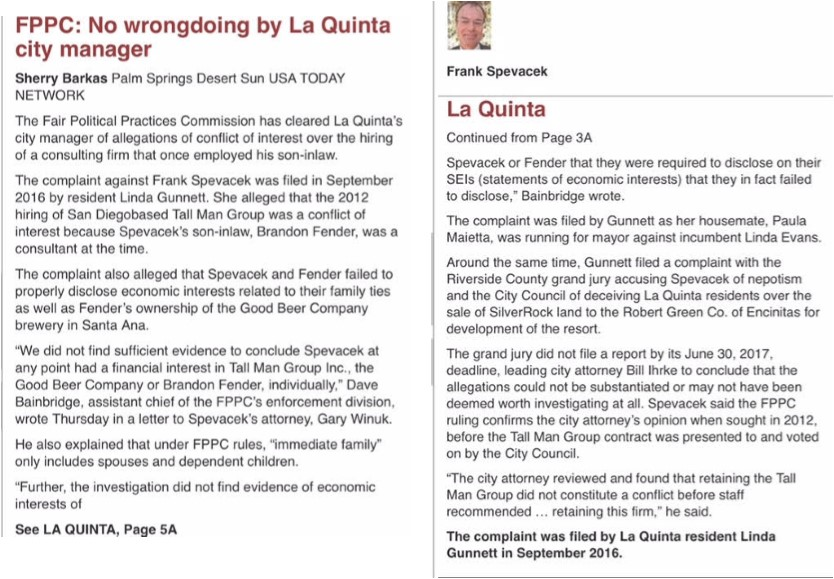 FPPC: No wrongdoing by La Quinta
city manager
Sherry Barkas Palm Springs Desert Sun USA TODAY
NETWORK
The Fair Political Practices Commission has cleared La Quinta's
city manager of allegations of conflict of interest over the hiring
of a consulting firm that once employed his son-inlaw.
The complaint against Frank Spevacek was filed in September
2016 by resident Linda Gunnett. She alleged that the 2012
hiring of San Diegobased Tall Man Group was a conflict of
interest because Spevacek's son-inlaw, Brandon Fender, was a
consultant at the time.
The complaint also alleged that Spevacek and Fender failed to
properly disclose economic interests related to their family ties
as well as Fender's ownership of the Good Beer Company
brewery in Santa Ana.
"We did not find sufficient evidence to conclude Spevacek at
any point had a financial interest in Tall Man Group Inc., the
Good Beer Company or Brandon Fender, individually," Dave
Bainbridge, assistant chief of the FPPC's enforcement division,
wrote Thursday in a letter to Spevacek's attorney, Gary Winuk.
He also explained that under FPPC rules, "immediate family"
only includes spouses and dependent children.
"Further, the investigation did not find evidence of economic
interests of
See LA QUINTA, Page 5A
Frank Spevacek
La Quinta
Continued from Page 3A
Spevacek or Fender that they were required to disclose on their
SEIs (statements of economic interests) that they in fact failed
to disclose," Bainbridge wrote.
The complaint was filed by Gunnett as her housemate, Paula
Maietta, was running for mayor against incumbent Linda Evans.
Around the same time, Gunnett filed a complaint with the
Riverside County grand jury accusing Spevacek of nepotism
and the City Council of deceiving La Quinta residents over the
sale of SilverRock land to the Robert Green Co. of Encinitas for
development of the resort.
The grand jury did not file a report by its June 30, 2017,
deadline, leading city attorney Bill Ihrke to conclude that the
allegations could not be substantiated or may not have been
deemed worth investigating at all. Spevacek said the FPPC
ruling confirms the city attorney's opinion when sought in 2012,
before the Tall Man Group contract was presented to and voted
on by the City Council.
"The city attorney reviewed and found that retaining the Tall
Man Group did not constitute a conflict before staff
recommended … retaining this firm," he said.
The complaint was filed by La Quinta resident Linda
Gunnett in September 2016.